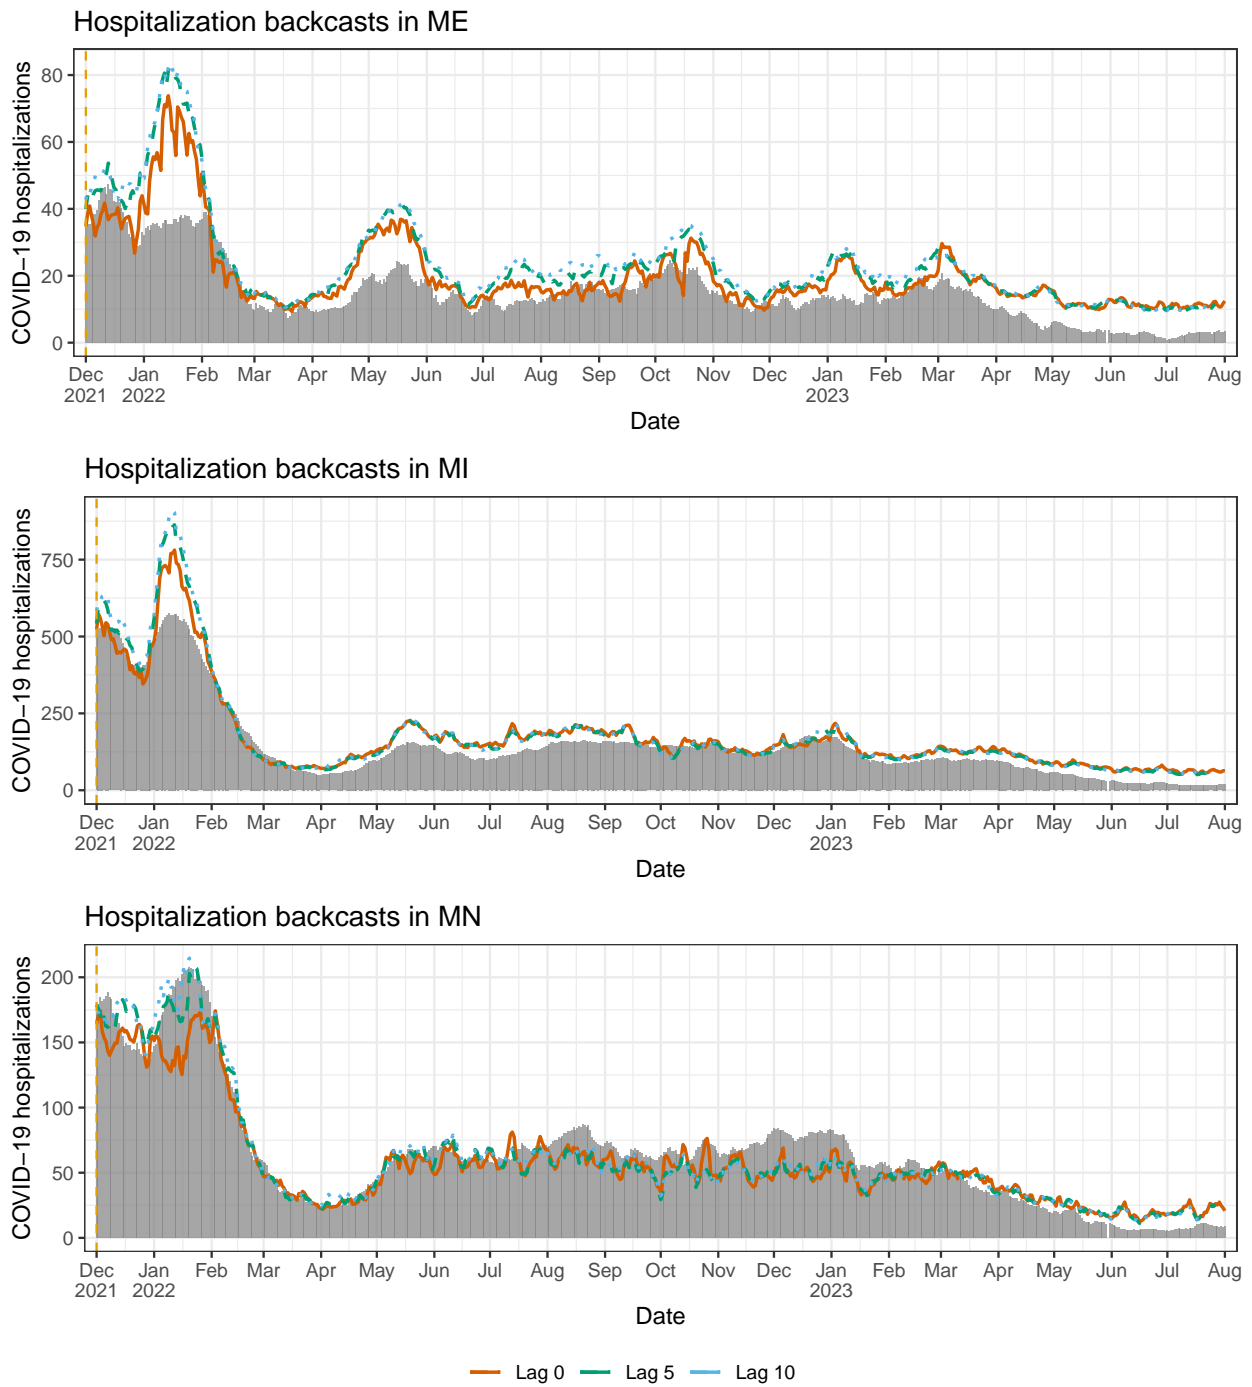 Hospitalization backcasts in ME
COVID−19 hospitalizations
80
60
40
20
0
Dec Jan Feb Mar Apr May Jun Jul Aug Sep Oct Nov Dec Jan Feb Mar Apr May Jun Jul Aug
2021 2022 2023
Date
Hospitalization backcasts in MI
COVID−19 hospitalizations
750
500
250
0
Dec Jan Feb Mar Apr May Jun Jul Aug Sep Oct Nov Dec Jan Feb Mar Apr May Jun Jul Aug
2021 2022 2023
Date
Hospitalization backcasts in MN
COVID−19 hospitalizations
200
150
100
50
0
Dec Jan Feb Mar Apr May Jun Jul Aug Sep Oct Nov Dec Jan Feb Mar Apr May Jun Jul Aug
2021 2022 2023
Date
Lag 0 Lag 5 Lag 10